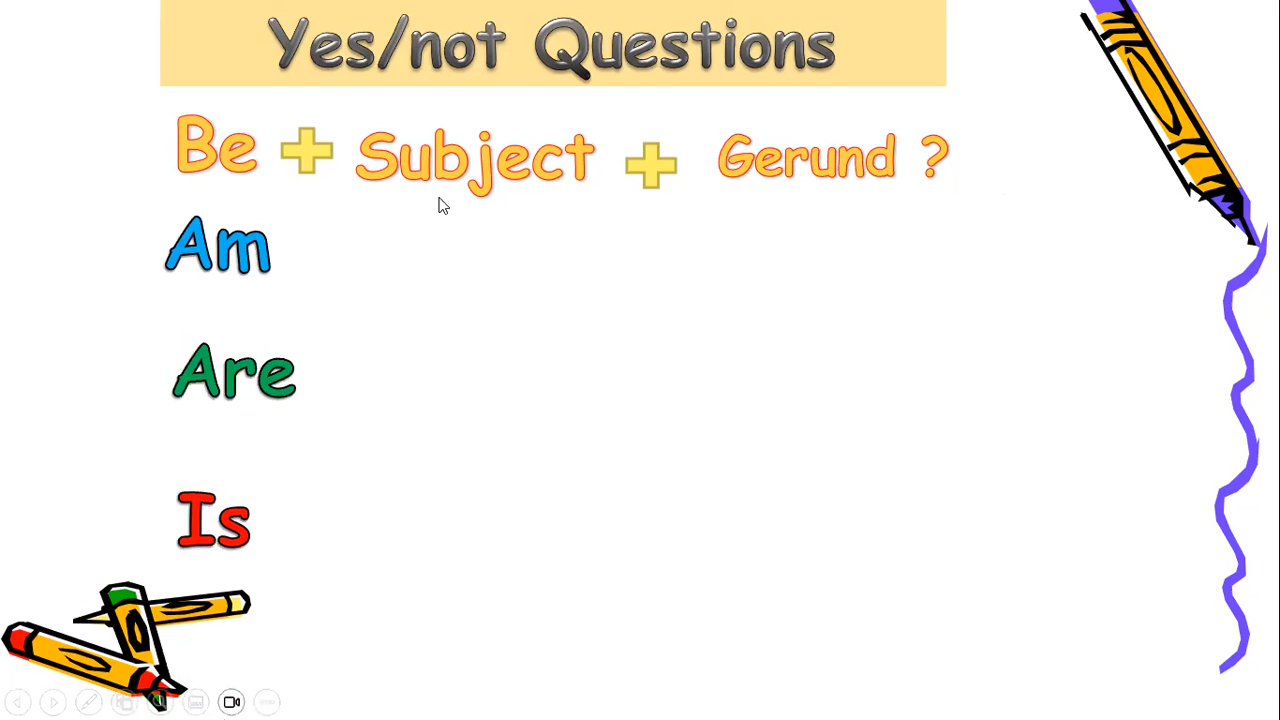 Yes/not Questions
Be + Subject + Gerund ?
Am
Are
Is